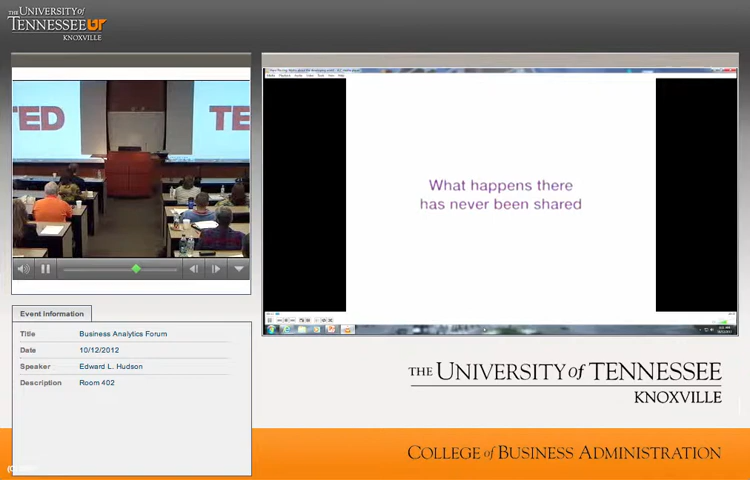 THE UNIVERSITY of
TENNESSEE UT
KNOXVILLE
TED
TE
What happens there
has never been shared
Event Information
Title Business Analytics Forum
Date 10/12/2012
Speaker Edward L. Hudson
Description Room 402
THE UNIVERSITY of TENNESSEE
KNOXVILLE
COLLEGE of BUSINESS ADMINISTRATION